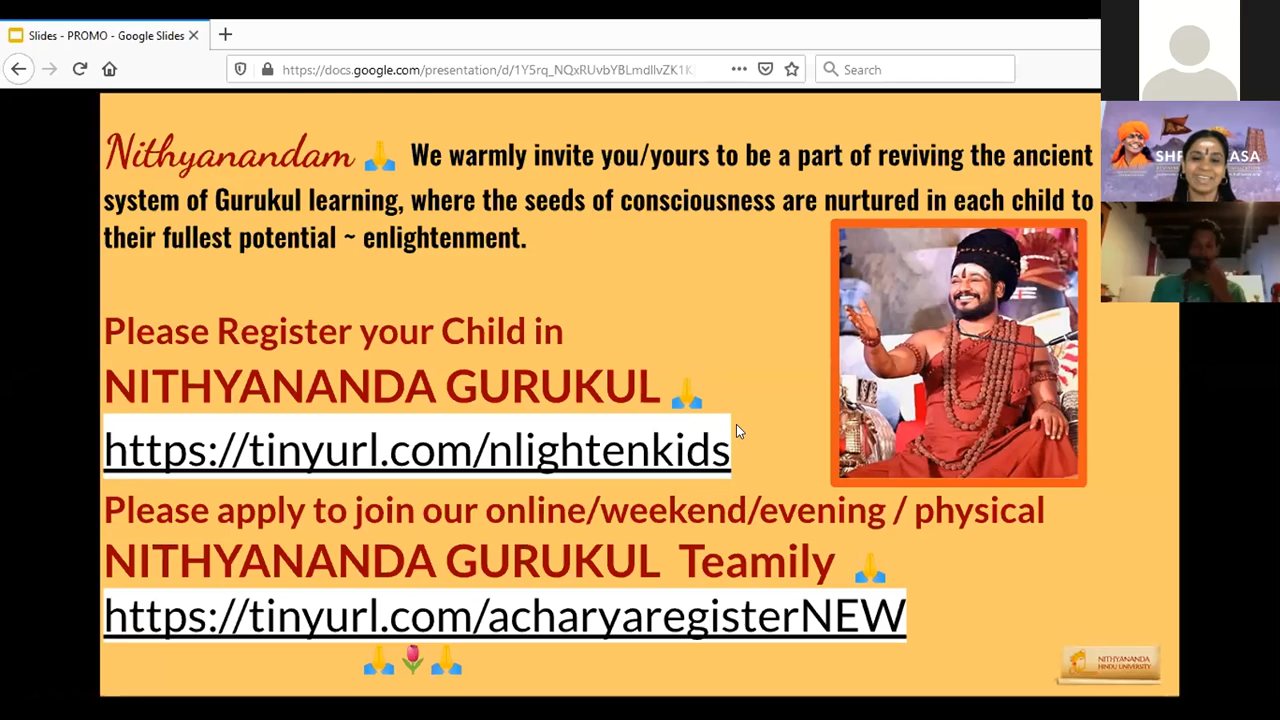 Slides - PROMO - Google Slides
https://docs.google.com/presentation/d/1Y5rq_NQxRUvbYBLmdllvZK1K
Search
Nithyanandam 🙏 We warmly invite you/yours to be a part of reviving the ancient
system of Gurukul learning, where the seeds of consciousness are nurtured in each child to
their fullest potential ~ enlightenment.
Please Register your Child in
NITHYANANDA GURUKUL 🙏
https://tinyurl.com/nlightenkids
Please apply to join our online/weekend/evening / physical
NITHYANANDA GURUKUL Teamily 🙏
https://tinyurl.com/acharyaregisterNEW
🙏🌷🙏
NITHYANANDA
HINDU UNIVERSITY